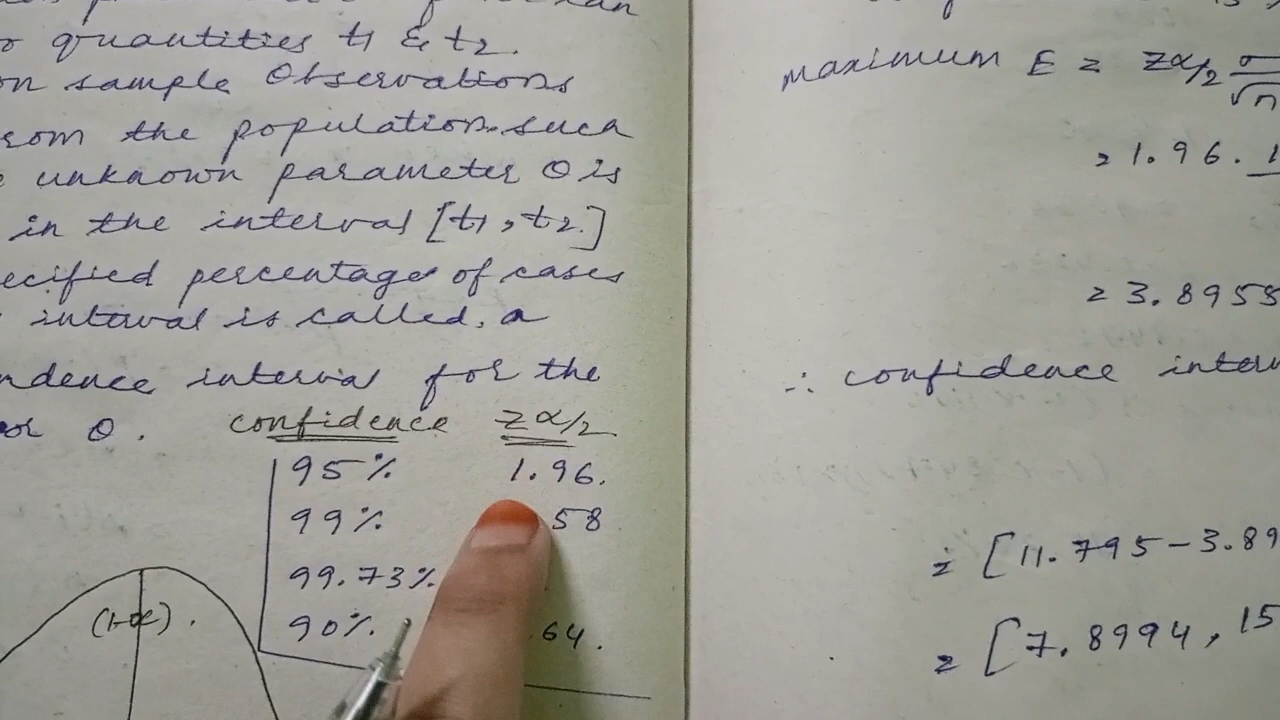 quantities t1 & t2.
on sample Observations
rom the population such
unknown parameter θ is
in the interval [t1, t2.]
ecified percentage of cases
interval is called, a
ndence interval for the
or θ.
confidence zα/2
95% 1.96.
99% 58
99.73%
90% .64.
(1-α).
maximum E = zα/2 σ/√n
= 1.96. 1
= 3.8955
∴ confidence interv
= [11.795-3.89
= [7.8994, 15